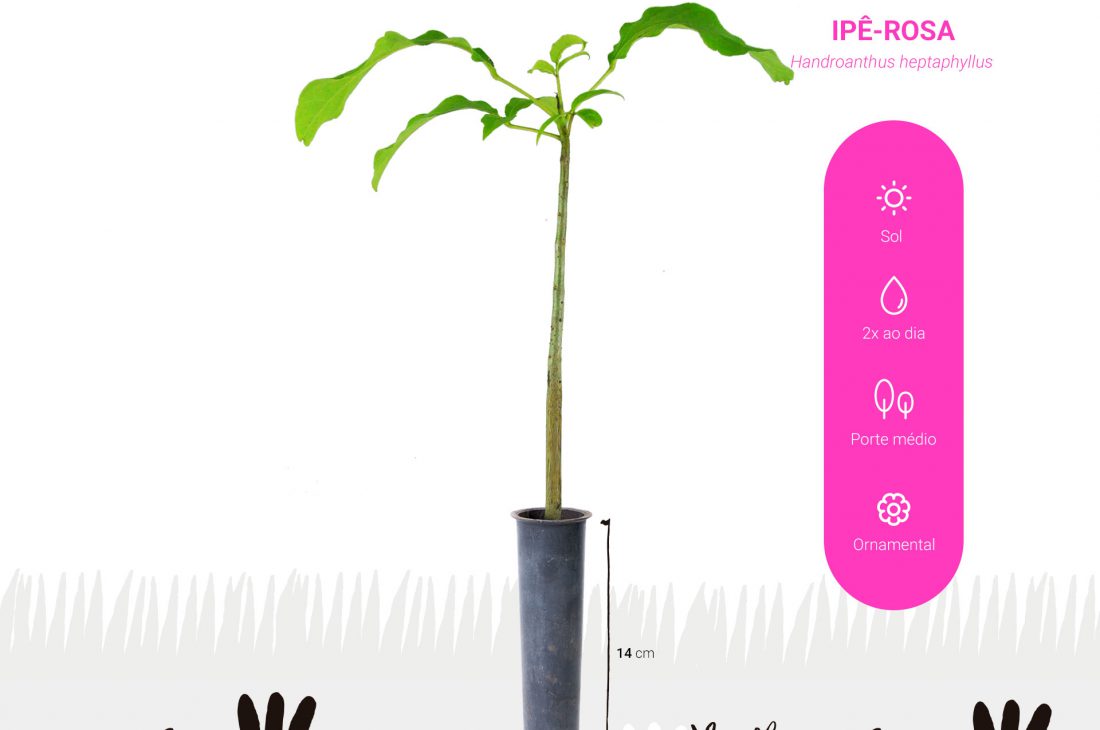 IPÊ-ROSA
Handroanthus heptaphyllus
Sol
2x ao dia
Porte médio
Ornamental
14 cm